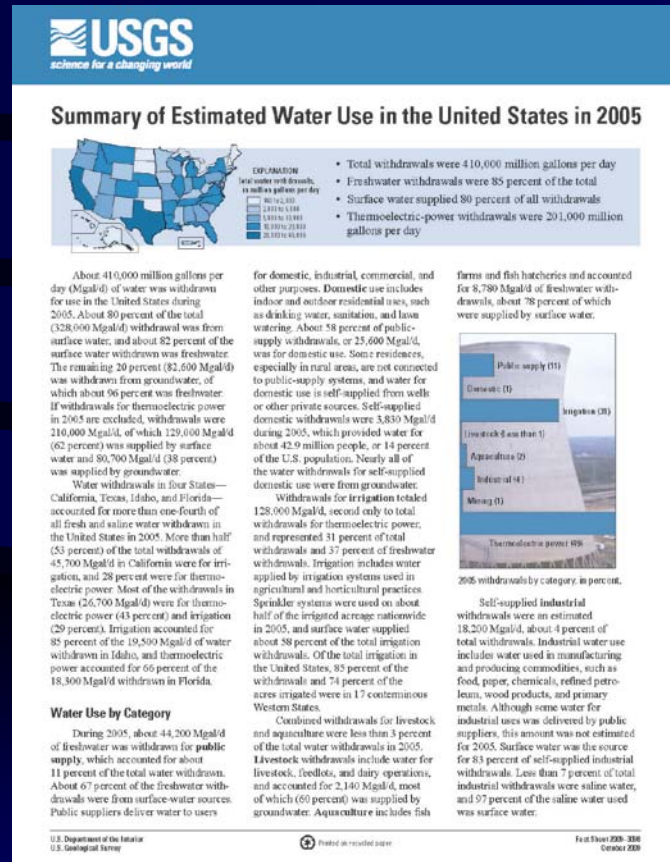 USGS
science for a changing world
Summary of Estimated Water Use in the United States in 2005
EXPLANATION
Total water withdrawals,
in million gallons per day
• Total withdrawals were 410,000 million gallons per day
• Freshwater withdrawals were 85 percent of the total
• Surface water supplied 80 percent of all withdrawals
• Thermoelectric-power withdrawals were 201,000 million
gallons per day
About 410,000 million gallons per
day (Mgal/d) of water was withdrawn
for use in the United States during
2005. About 80 percent of the total
(328,000 Mgal/d) withdrawal was from
surface water, and about 82 percent of the
surface water withdrawn was freshwater.
The remaining 20 percent (82,600 Mgal/d)
was withdrawn from groundwater, of
which about 96 percent was freshwater.
If withdrawals for thermoelectric power
in 2005 are excluded, withdrawals were
210,000 Mgal/d, of which 129,000 Mgal/d
(62 percent) was supplied by surface
water and 80,700 Mgal/d (38 percent)
was supplied by groundwater.
Water withdrawals in four States—
California, Texas, Idaho, and Florida—
accounted for more than one-fourth of
all fresh and saline water withdrawn in
the United States in 2005. More than half
(53 percent) of the total withdrawals of
45,700 Mgal/d in California were for irri-
gation, and 28 percent were for thermo-
electric power. Most of the withdrawals in
Texas (26,700 Mgal/d) were for thermo-
electric power (43 percent) and irrigation
(29 percent). Irrigation accounted for
85 percent of the 19,500 Mgal/d of water
withdrawn in Idaho, and thermoelectric
power accounted for 66 percent of the
18,300 Mgal/d withdrawn in Florida.
Water Use by Category
During 2005, about 44,200 Mgal/d
of freshwater was withdrawn for public
supply, which accounted for about
11 percent of the total water withdrawn.
About 67 percent of the freshwater with-
drawals were from surface-water sources.
Public suppliers deliver water to users
for domestic, industrial, commercial, and
other purposes. Domestic use includes
indoor and outdoor residential uses, such
as drinking water, sanitation, and lawn
watering. About 58 percent of public-
supply withdrawals, or 25,600 Mgal/d,
was for domestic use. Some residences,
especially in rural areas, are not connected
to public-supply systems, and water for
domestic use is self-supplied from wells
or other private sources. Self-supplied
domestic withdrawals were 3,830 Mgal/d
during 2005, which provided water for
about 42.9 million people, or 14 percent
of the U.S. population. Nearly all of
the water withdrawals for self-supplied
domestic use were from groundwater.
Withdrawals for irrigation totaled
128,000 Mgal/d, second only to total
withdrawals for thermoelectric power,
and represented 31 percent of total
withdrawals and 37 percent of freshwater
withdrawals. Irrigation includes water
applied by irrigation systems used in
agricultural and horticultural practices.
Sprinkler systems were used on about
half of the irrigated acreage nationwide
in 2005, and surface water supplied
about 58 percent of the total irrigation
withdrawals. Of the total irrigation in
the United States, 85 percent of the
withdrawals and 74 percent of the
acres irrigated were in 17 conterminous
Western States.
Combined withdrawals for livestock
and aquaculture were less than 3 percent
of the total water withdrawals in 2005.
Livestock withdrawals include water for
livestock, feedlots, and dairy operations,
and accounted for 2,140 Mgal/d, most
of which (60 percent) was supplied by
groundwater. Aquaculture includes fish
farms and fish hatcheries and accounted
for 8,780 Mgal/d of freshwater with-
drawals, about 78 percent of which
were supplied by surface water.
Public supply (11)
Domestic (1)
Irrigation (31)
Livestock (Less than 1)
Aquaculture (2)
Industrial (4)
Mining (1)
Thermoelectric power (49)
2005 withdrawals by category, in percent.
Self-supplied industrial
withdrawals were an estimated
18,200 Mgal/d, about 4 percent of
total withdrawals. Industrial water use
includes water used in manufacturing
and producing commodities, such as
food, paper, chemicals, refined petro-
leum, wood products, and primary
metals. Although some water for
industrial uses was delivered by public
suppliers, this amount was not estimated
for 2005. Surface water was the source
for 83 percent of self-supplied industrial
withdrawals. Less than 7 percent of total
industrial withdrawals were saline water,
and 97 percent of the saline water used
was surface water.
U.S. Department of the Interior
U.S. Geological Survey
Printed on recycled paper
Fact Sheet 2009–3098
October 2009